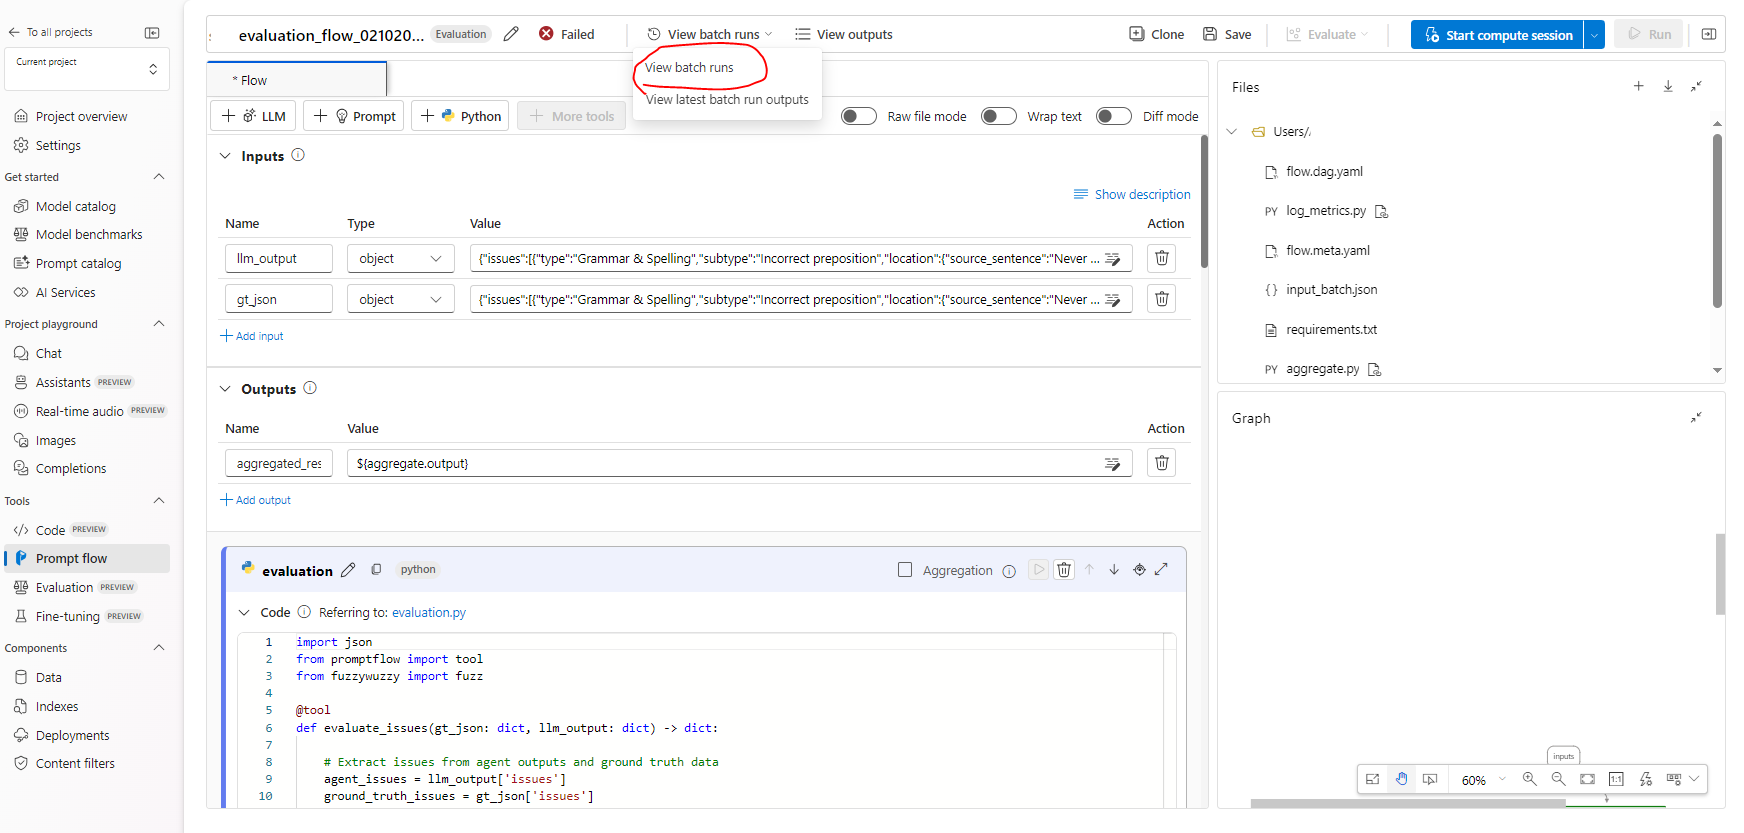 To all projects
Current project
Project overview
Settings
Get started
Model catalog
Model benchmarks
Prompt catalog
AI Services
Project playground
Chat
Assistants PREVIEW
Real-time audio PREVIEW
Images
Completions
Tools
Code PREVIEW
Prompt flow
Evaluation PREVIEW
Fine-tuning PREVIEW
Components
Data
Indexes
Deployments
Content filters
evaluation_flow_021020... Evaluation Failed View batch runs View outputs Clone Save Evaluate Start compute session Run
View batch runs
View latest batch run outputs
* Flow
LLM Prompt Python More tools Raw file mode Wrap text Diff mode
Inputs
Show description
Name Type Value Action
llm_output object {"issues":[{"type":"Grammar & Spelling","subtype":"Incorrect preposition","location":{"source_sentence":"Never ...
gt_json object {"issues":[{"type":"Grammar & Spelling","subtype":"Incorrect preposition","location":{"source_sentence":"Never ...
Add input
Outputs
Name Value Action
aggregated_res ${aggregate.output}
Add output
evaluation python Aggregation
Code Referring to: evaluation.py
1 import json
2 from promptflow import tool
3 from fuzzywuzzy import fuzz
4
5 @tool
6 def evaluate_issues(gt_json: dict, llm_output: dict) -> dict:
7
8 # Extract issues from agent outputs and ground truth data
9 agent_issues = llm_output['issues']
10 ground_truth_issues = gt_json['issues']
Files
Users/
flow.dag.yaml
PY log_metrics.py
flow.meta.yaml
{} input_batch.json
requirements.txt
PY aggregate.py
Graph
inputs
60% 1:1